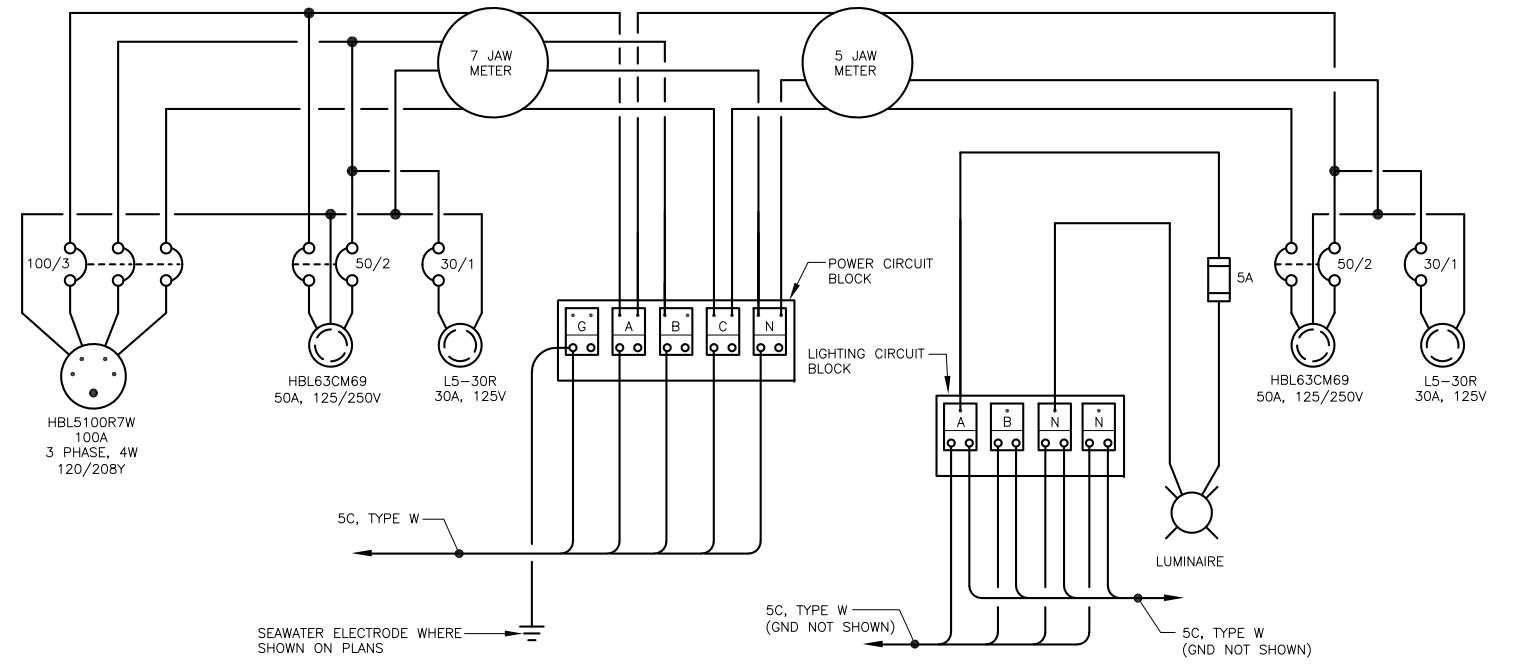 7 JAW
METER
5 JAW
METER
100/3
50/2
30/1
POWER CIRCUIT
BLOCK
5A
50/2
30/1
G
A
B
C
N
LIGHTING CIRCUIT
BLOCK
HBL63CM69
50A, 125/250V
L5-30R
30A, 125V
HBL63CM69
50A, 125/250V
L5-30R
30A, 125V
HBL5100R7W
100A
3 PHASE, 4W
120/208Y
A
B
N
N
5C, TYPE W
LUMINAIRE
5C, TYPE W
(GND NOT SHOWN)
SEAWATER ELECTRODE WHERE
SHOWN ON PLANS
5C, TYPE W
(GND NOT SHOWN)